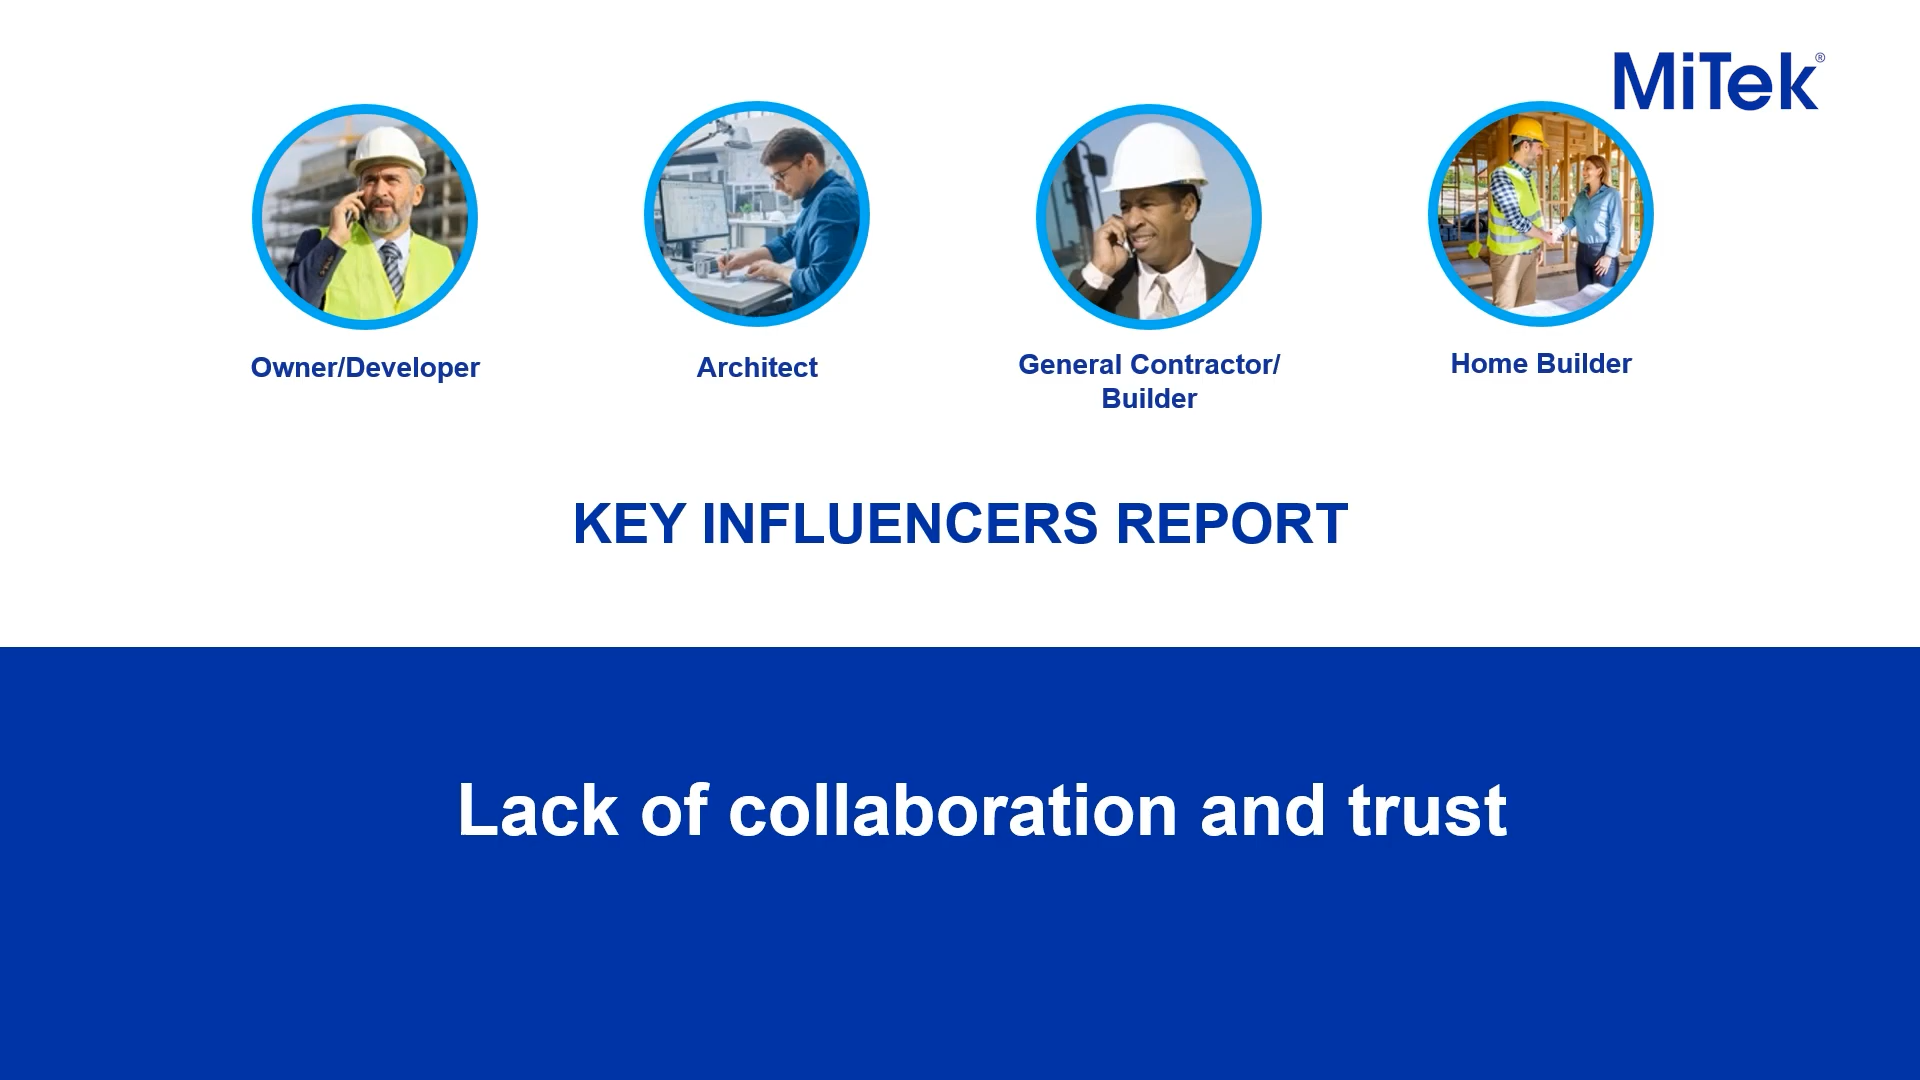 MiTek®
Owner/Developer
Architect
General Contractor/
Builder
Home Builder
KEY INFLUENCERS REPORT
Lack of collaboration and trust